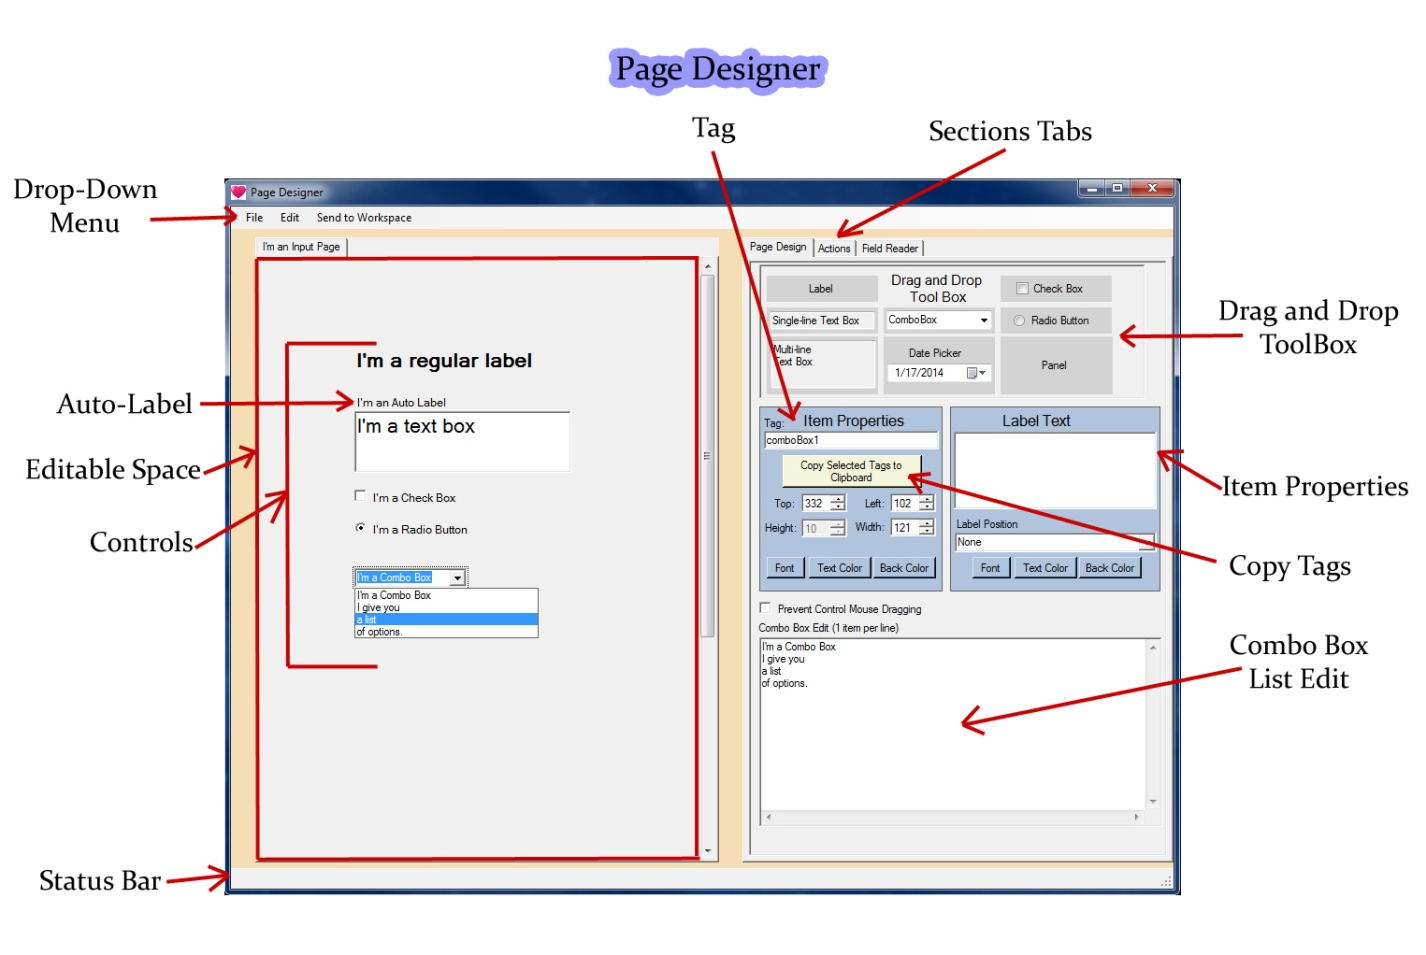 Page Designer
Tag
Sections Tabs
Drop-Down
Menu
Page Designer
File Edit Send to Workspace
I'm an Input Page
Page Design Actions Field Reader
Label
Drag and Drop
Tool Box
Check Box
Single-line Text Box
ComboBox
Radio Button
Multi-line
Text Box
Date Picker
1/17/2014
Panel
Drag and Drop
ToolBox
I'm a regular label
Auto-Label
I'm an Auto Label
I'm a text box
Editable Space
Controls
I'm a Check Box
I'm a Radio Button
I'm a Combo Box
I'm a Combo Box
I give you
a list
of options.
Tag: Item Properties
comboBox1
Copy Selected Tags to
Clipboard
Top: 332 Left: 102
Height: 10 Width: 121
Font Text Color Back Color
Label Text
Label Position
None
Font Text Color Back Color
Item Properties
Copy Tags
Prevent Control Mouse Dragging
Combo Box Edit (1 item per line)
I'm a Combo Box
I give you
a list
of options.
Combo Box
List Edit
Status Bar